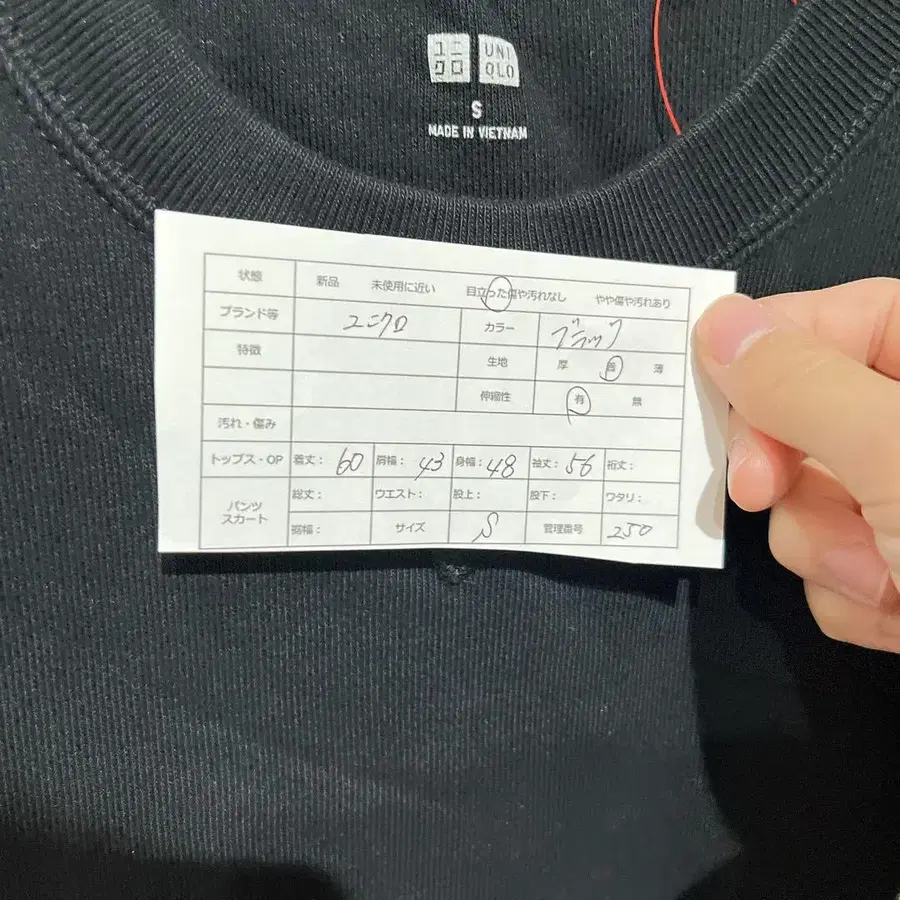 ユニクロ UNIQLO
S
MADE IN VIETNAM
状態 新品 未使用に近い 目立った傷や汚れなし やや傷や汚れあり
ブランド等 ユニクロ カラー ブラック
特徴 生地 厚 普 薄
伸縮性 有 無
汚れ・傷み
トップス・OP 着丈： 60 肩幅： 43 身幅： 48 袖丈： 56 裄丈：
パンツ スカート 総丈： ウエスト： 股上： 股下： ワタリ：
裾幅： サイズ S 管理番号 250